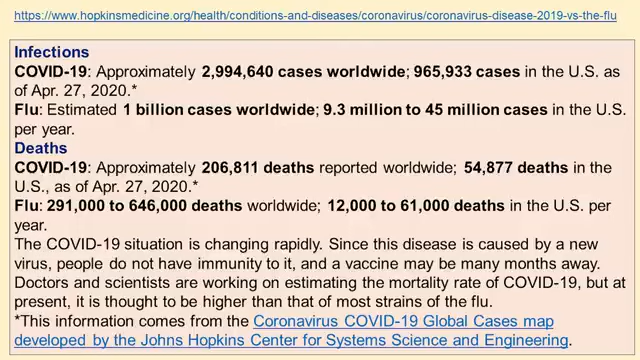 https://www.hopkinsmedicine.org/health/conditions-and-diseases/coronavirus/coronavirus-disease-2019-vs-the-flu
Infections
COVID-19: Approximately 2,994,640 cases worldwide; 965,933 cases in the U.S. as
of Apr. 27, 2020.*
Flu: Estimated 1 billion cases worldwide; 9.3 million to 45 million cases in the U.S.
per year.
Deaths
COVID-19: Approximately 206,811 deaths reported worldwide; 54,877 deaths in the
U.S., as of Apr. 27, 2020.*
Flu: 291,000 to 646,000 deaths worldwide; 12,000 to 61,000 deaths in the U.S. per
year.
The COVID-19 situation is changing rapidly. Since this disease is caused by a new
virus, people do not have immunity to it, and a vaccine may be many months away.
Doctors and scientists are working on estimating the mortality rate of COVID-19, but at
present, it is thought to be higher than that of most strains of the flu.
*This information comes from the Coronavirus COVID-19 Global Cases map
developed by the Johns Hopkins Center for Systems Science and Engineering.